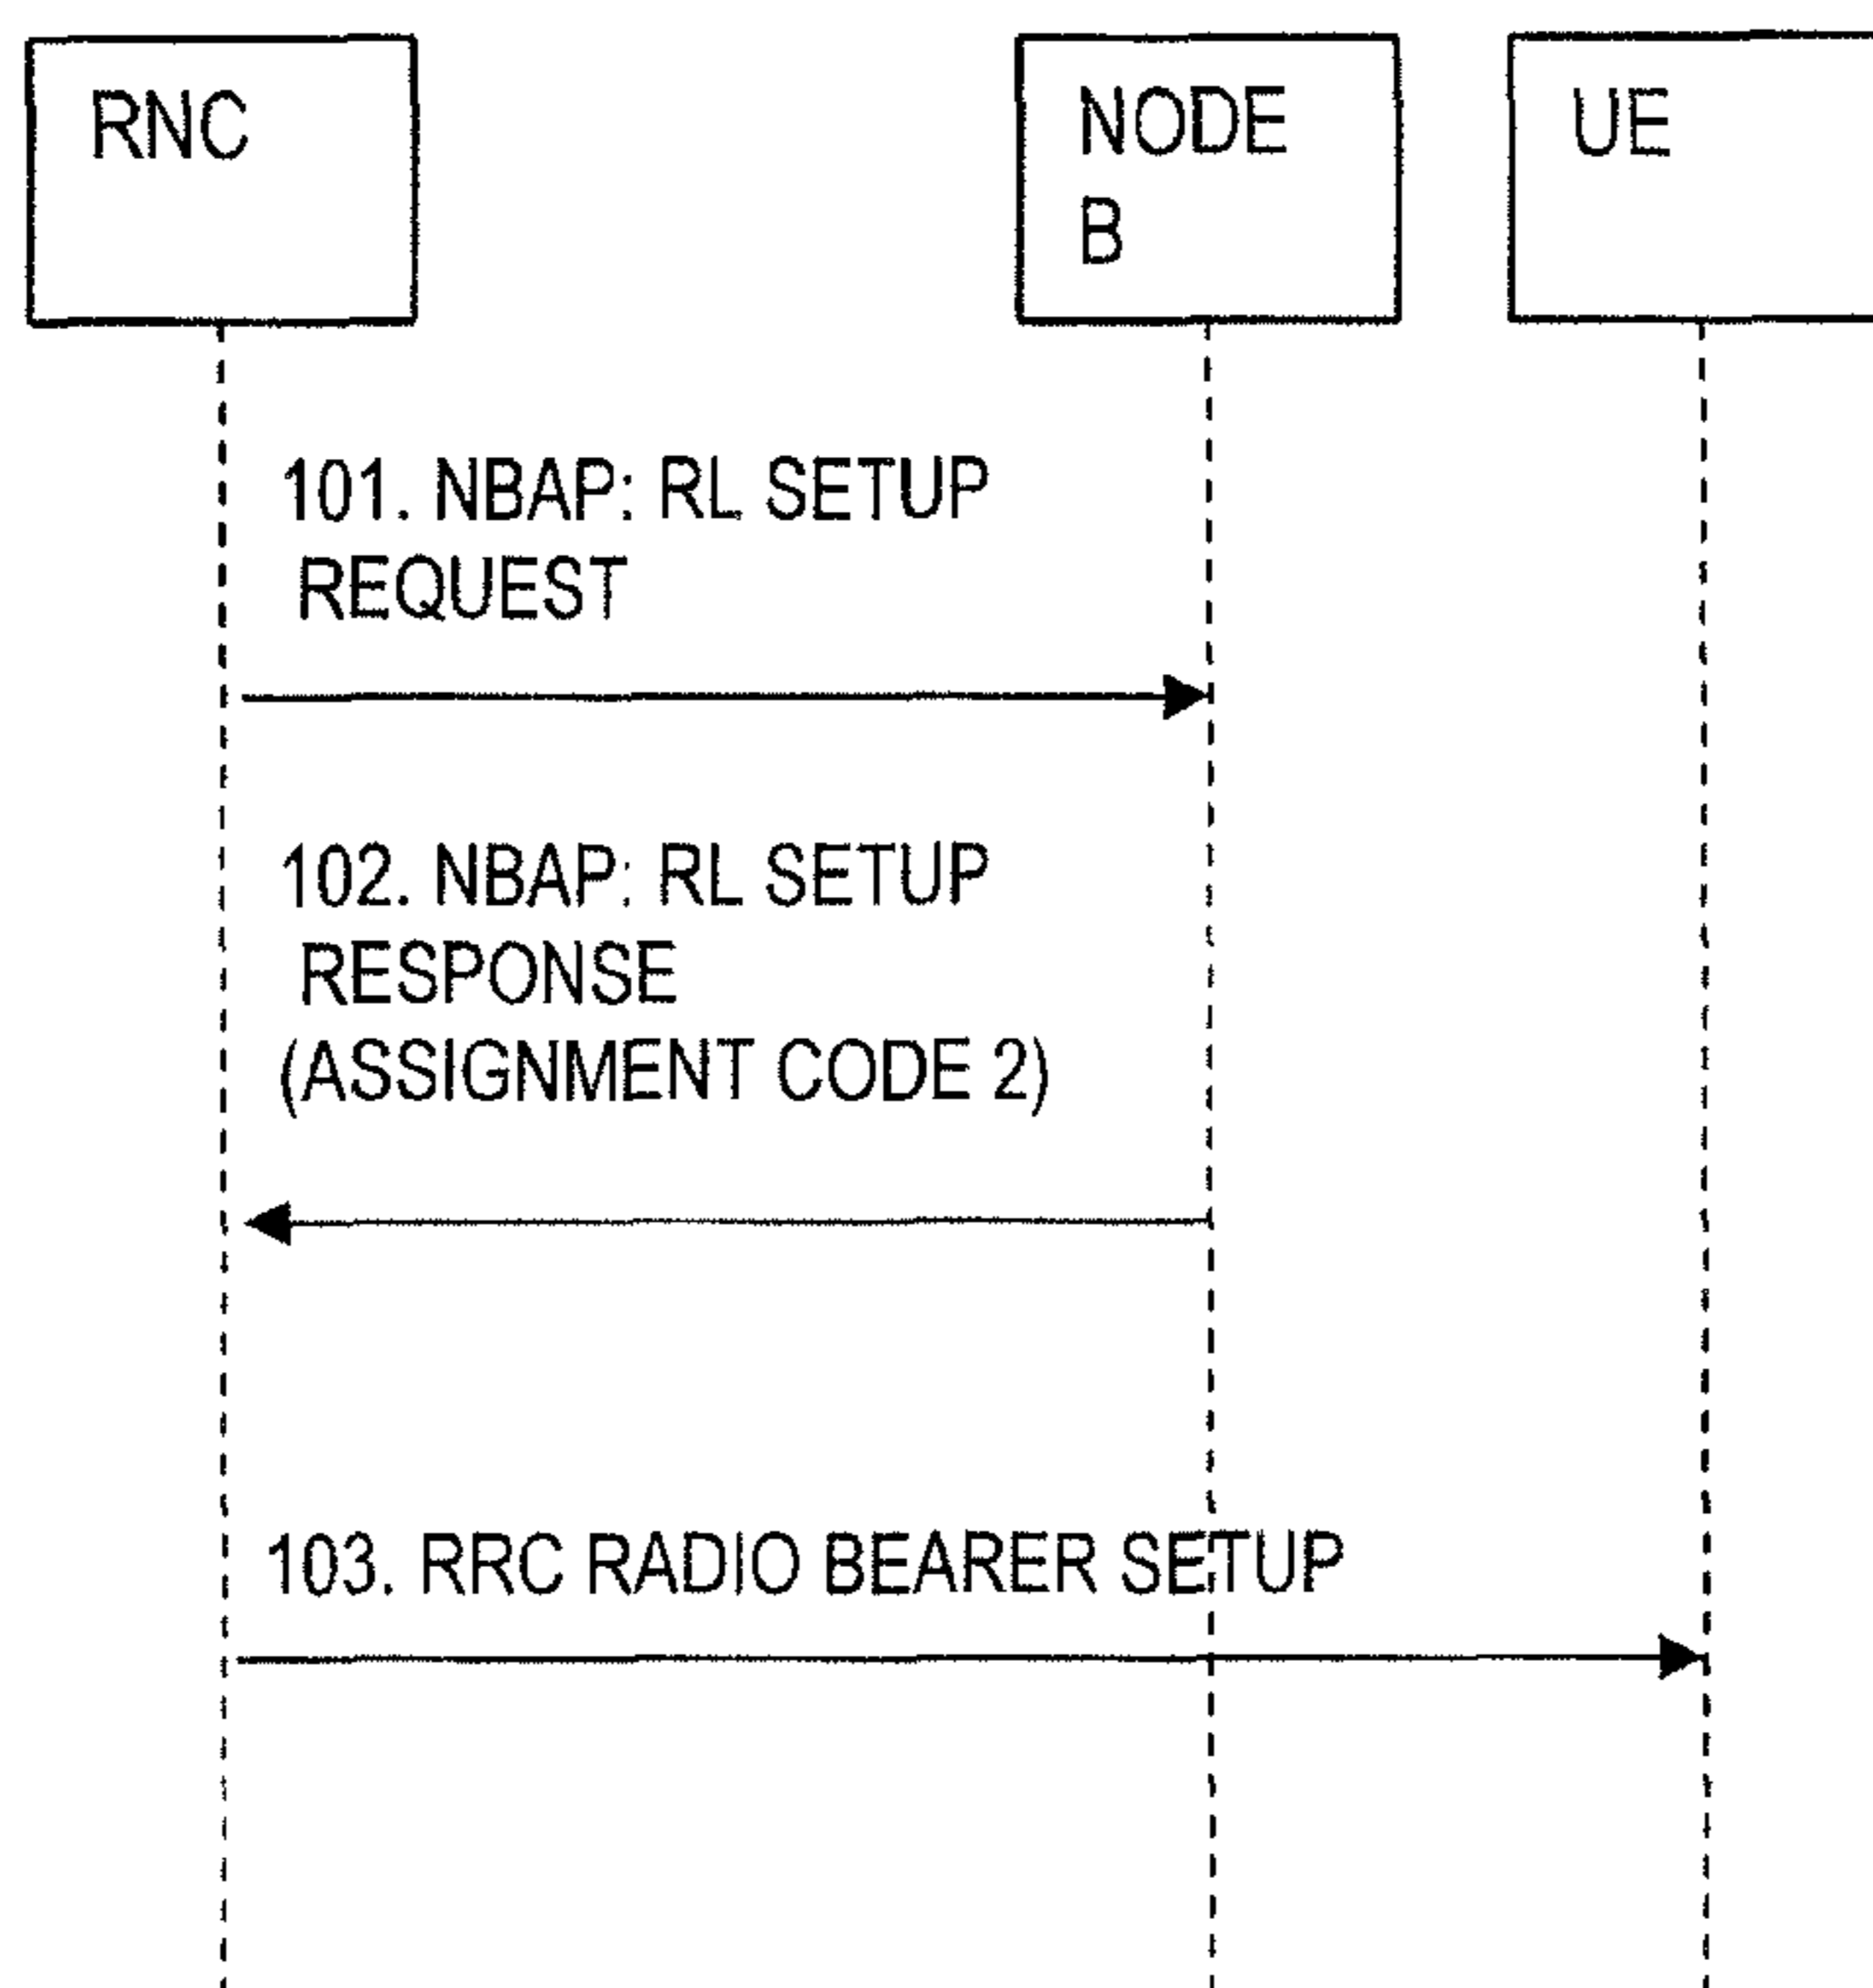 RNC
NODE
B
UE
101. NBAP: RL SETUP
REQUEST
102. NBAP: RL SETUP
RESPONSE
(ASSIGNMENT CODE 2)
103. RRC RADIO BEARER SETUP